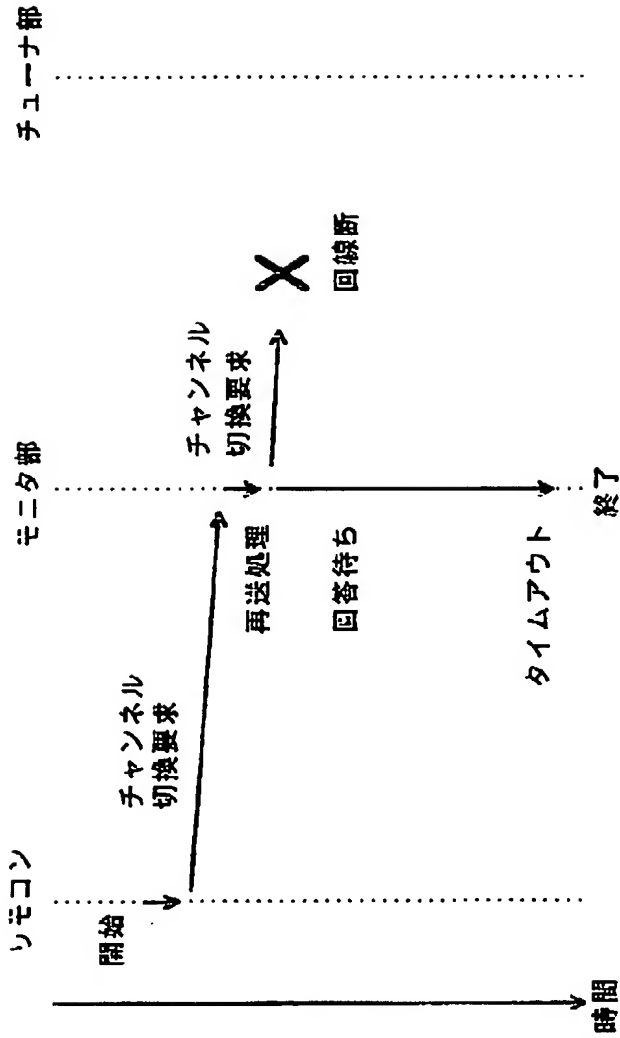 リモコン
モニタ部
チューナ部
開始
チャンネル
切換要求
チャンネル
切換要求
再送処理
回線断
回答待ち
タイムアウト
時間
終了